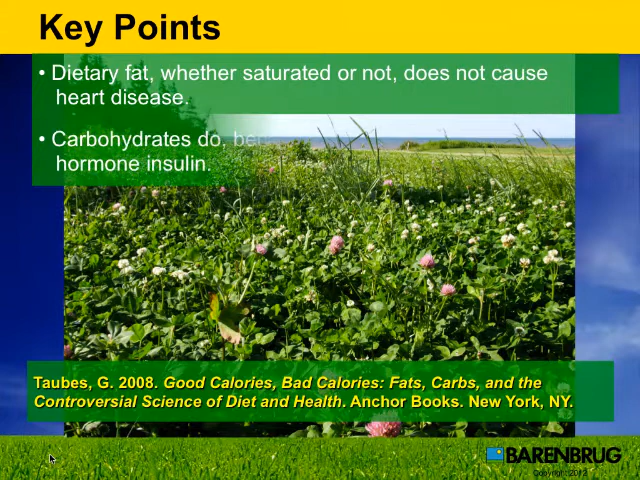 Key Points
• Dietary fat, whether saturated or not, does not cause
heart disease.
• Carbohydrates do,
hormone insulin.
Taubes, G. 2008. Good Calories, Bad Calories: Fats, Carbs, and the
Controversial Science of Diet and Health. Anchor Books. New York, NY.
BARENBRUG
Copyright 2012